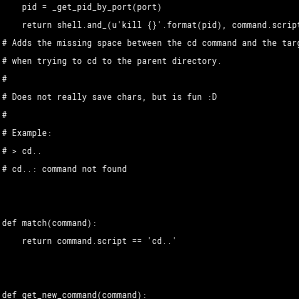 pid = _get_pid_by_port(port)
return shell.and_(u'kill {}'.format(pid), command.script
# Adds the missing space between the cd command and the targ
# when trying to cd to the parent directory.
#
# Does not really save chars, but is fun :D
#
# Example:
# > cd..
# cd..: command not found
def match(command):
return command.script == 'cd..'
def get_new_command(command):